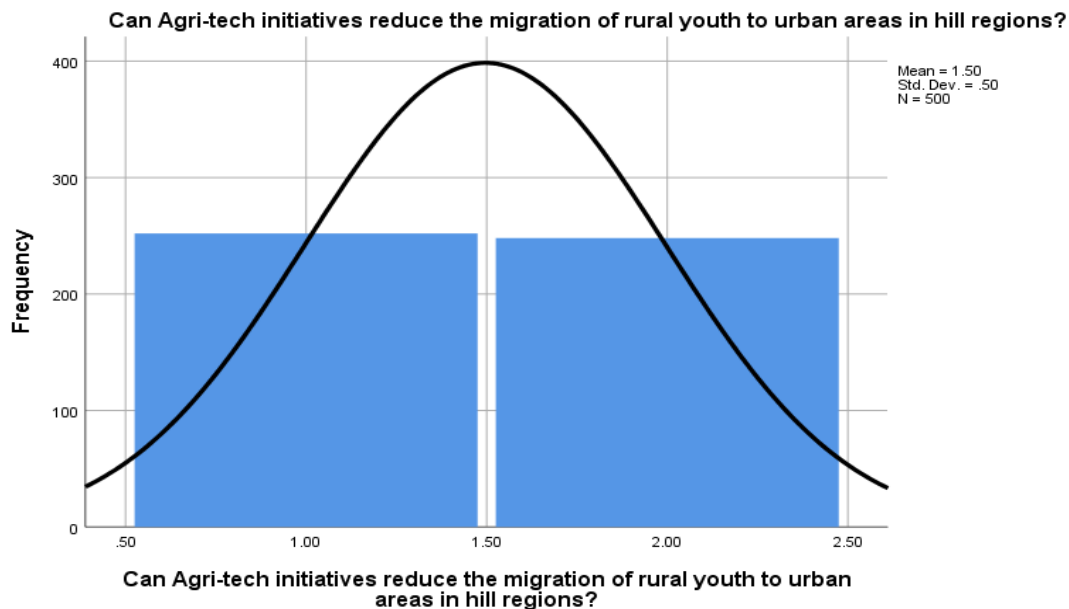 Can Agri-tech initiatives reduce the migration of rural youth to urban areas in hill regions?
Mean = 1.50
Std. Dev. = .50
N = 500
Frequency
400
300
200
100
0
.50 1.00 1.50 2.00 2.50
Can Agri-tech initiatives reduce the migration of rural youth to urban
areas in hill regions?